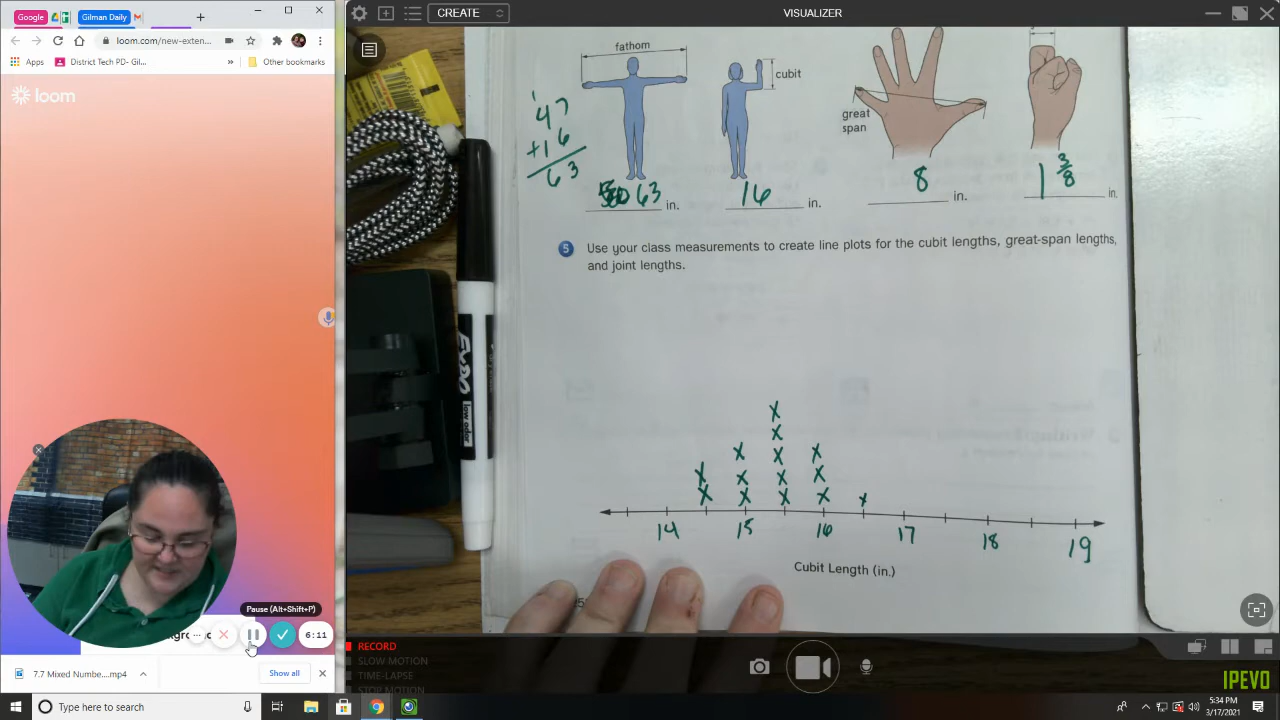 CREATE
VISUALIZER
Google
Gilman Daily
loom.com/new-exten...
Apps
District Tech PD- Gil...
»
Other bookmarks
loom
fathom
cubit
great
span
1
47
+16
63
63 in.
16 in.
8 in.
1 3/8 in.
5 Use your class measurements to create line plots for the cubit lengths, great-span lengths,
and joint lengths.
EXPO
low odor
X
X X
X X X
X X X X
X X X X x
14 15 16 17 18 19
Cubit Length (in.)
Pause (Alt+Shift+P)
6:11
7.7 Mixed Numbe....mp4
Show all
RECORD
SLOW MOTION
TIME-LAPSE
STOP MOTION
IPEVO
Type here to search
5:34 PM
3/17/2021